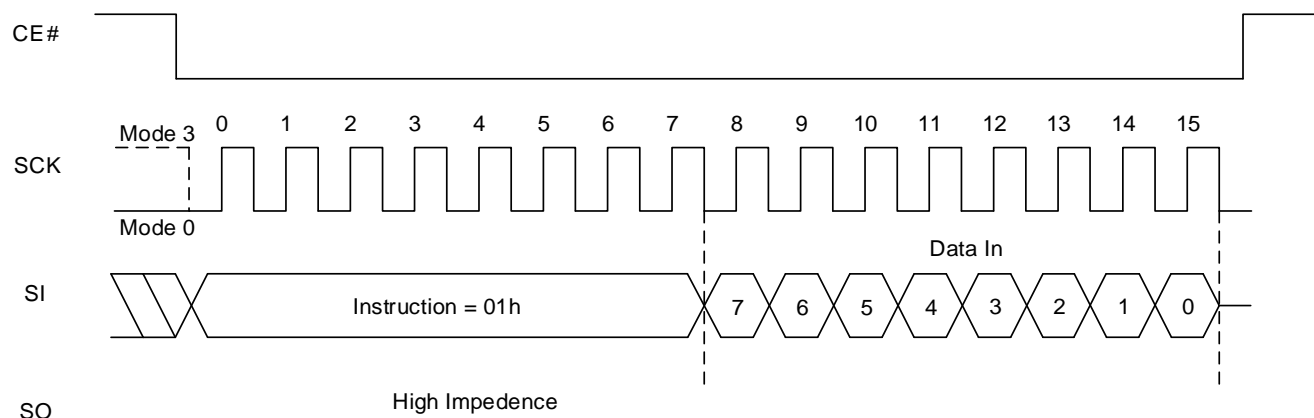 CE#
0 1 2 3 4 5 6 7 8 9 10 11 12 13 14 15
Mode 3
SCK
Mode 0
Data In
SI
Instruction = 01h
7 6 5 4 3 2 1 0
High Impedence
SO